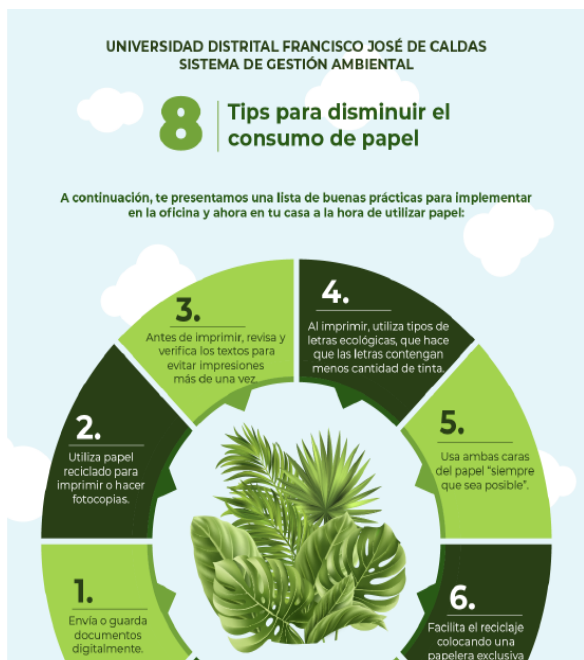 UNIVERSIDAD DISTRITAL FRANCISCO JOSÉ DE CALDAS
SISTEMA DE GESTIÓN AMBIENTAL
8
Tips para disminuir el
consumo de papel
A continuación, te presentamos una lista de buenas prácticas para implementar
en la oficina y ahora en tu casa a la hora de utilizar papel:
1.
Envía o guarda
documentos
digitalmente.
2.
Utiliza papel
reciclado para
imprimir o hacer
fotocopias.
3.
Antes de imprimir, revisa y
verifica los textos para
evitar impresiones
más de una vez.
4.
Al imprimir, utiliza tipos de
letras ecológicas, que hace
que las letras contengan
menos cantidad de tinta.
5.
Usa ambas caras
del papel "siempre
que sea posible".
6.
Facilita el reciclaje
colocando una
papelera exclusiva